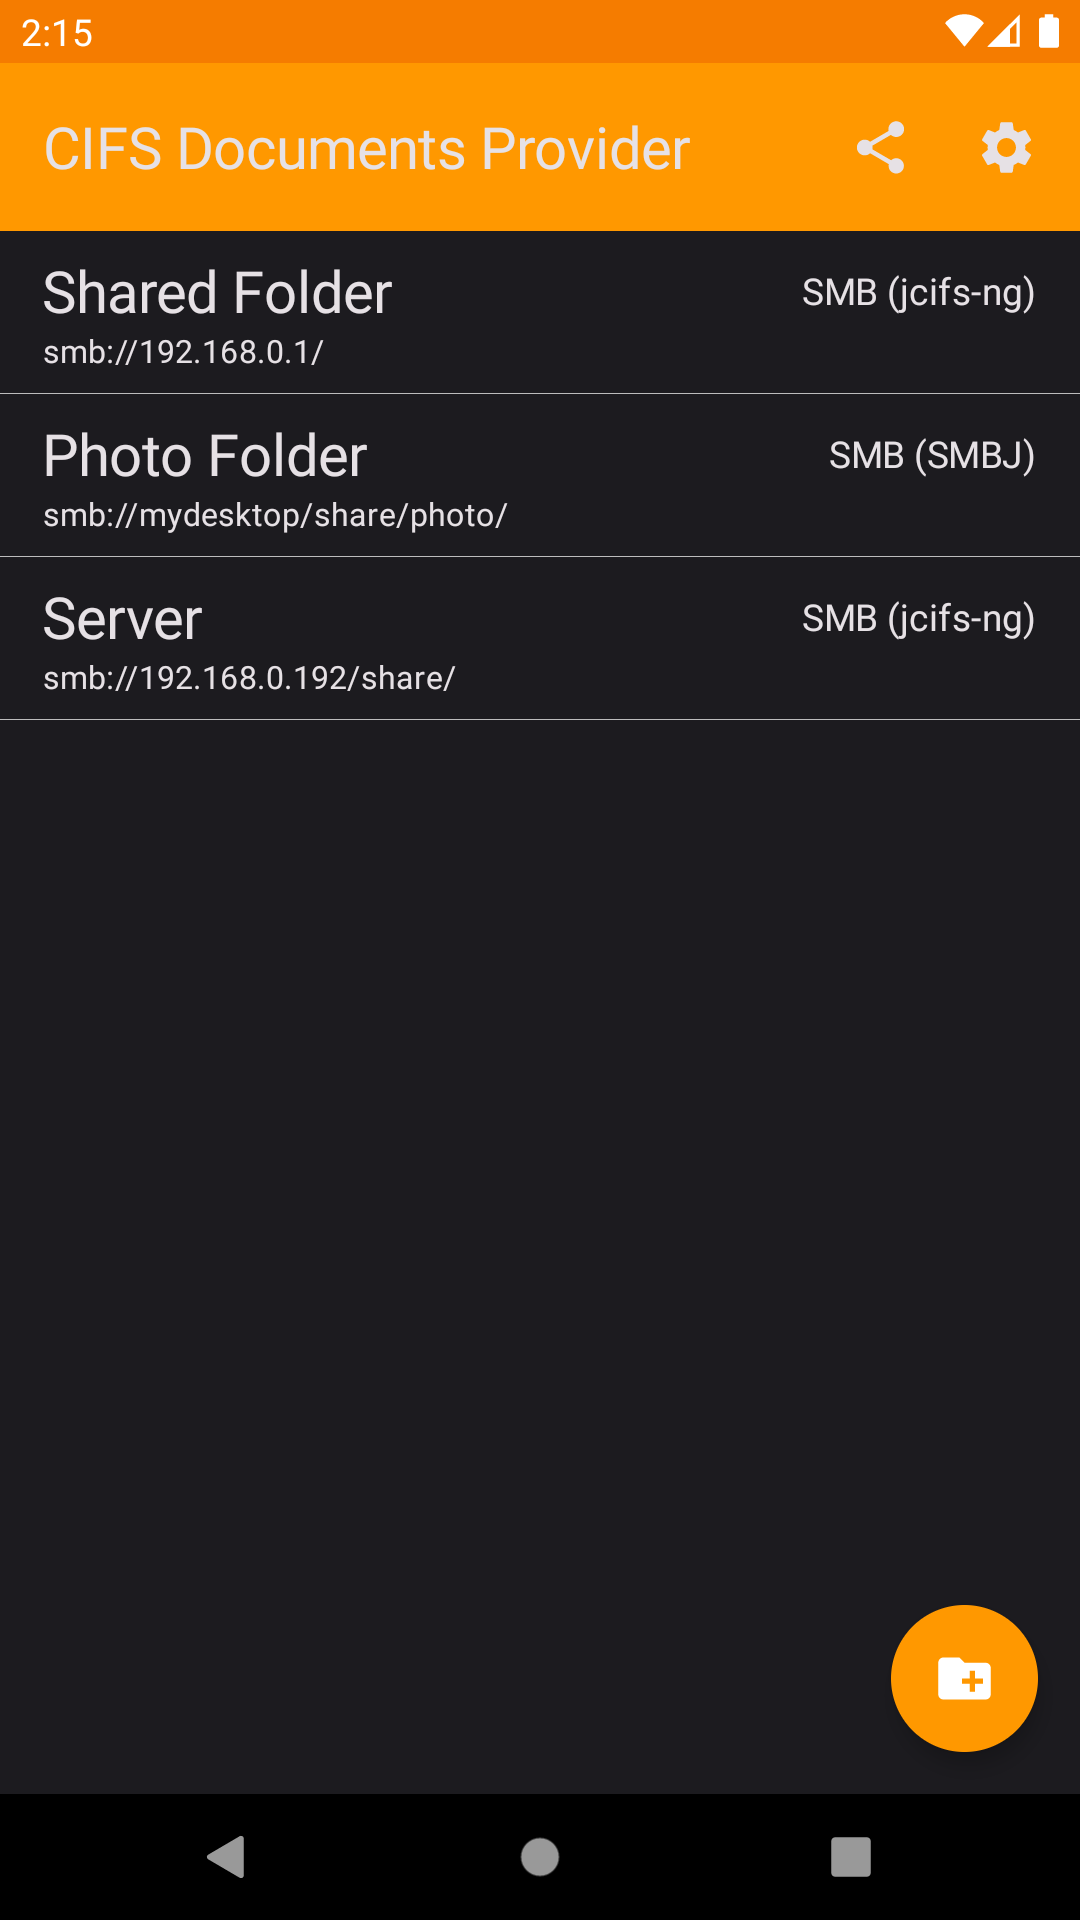 2:15
CIFS Documents Provider
Shared Folder SMB (jcifs-ng)
smb://192.168.0.1/
Photo Folder SMB (SMBJ)
smb://mydesktop/share/photo/
Server SMB (jcifs-ng)
smb://192.168.0.192/share/